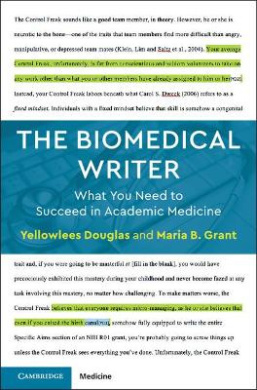 The Control Freak sounds like a good team member, in theory. However, he or she is
neurotic to the bone—one of the traits that team members find more difficult than angry,
manipulative, or depressed team mates (Klein, Lim and Saltz et al., 2004). Your average
Control Freak, unfortunately, is far from conscientious and seldom volunteers to take on
any work other than what you or other members have already assigned to him or her.
Instead, your Control Freak labors beneath what Carol S. Dweck (2006) refers to as a
fixed mindset. Individuals with a fixed mindset believe that skill is somehow a congenital
THE BIOMEDICAL
WRITER
What You Need to
Succeed in Academic Medicine
Yellowlees Douglas and Maria B. Grant
trait and, if you were going to be masterful at [fill in the blank], you would have
precociously exhibited this mastery during your childhood and never become fazed at any
task involving this mastery, no matter how challenging. To make matters worse, the
Control Freak believes that everyone requires micro-managing, as he or she believes that
even if you exited the birth canal somehow fully equipped to write the entire
Specific Aims section of an NIH R01 grant, you're probably going to screw things up
unless the Control Freak sees everything you've done. Unfortunately, the Control Freak
CAMBRIDGE
Medicine